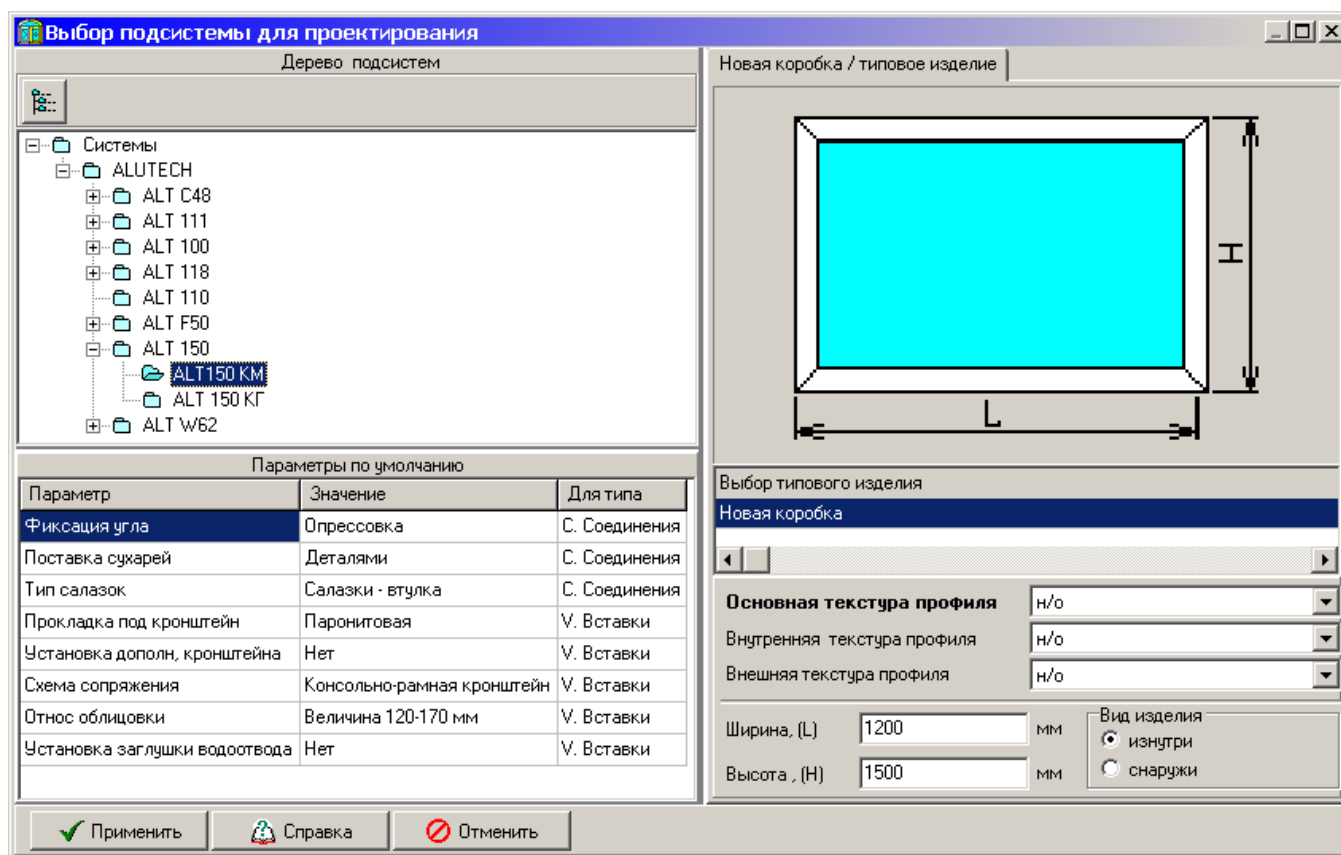 Выбор подсистемы для проектирования
Дерево подсистем
Системы
ALUTECH
ALT C48
ALT 111
ALT 100
ALT 118
ALT 110
ALT F50
ALT 150
ALT150 КМ
ALT 150 КГ
ALT W62
Параметры по умолчанию
Параметр Значение Для типа
Фиксация угла Опрессовка C. Соединения
Поставка сухарей Деталями C. Соединения
Тип салазок Салазки - втулка C. Соединения
Прокладка под кронштейн Паронитовая V. Вставки
Установка дополн, кронштейна Нет V. Вставки
Схема сопряжения Консольно-рамная кронштейн V. Вставки
Относ облицовки Величина 120-170 мм V. Вставки
Установка заглушки водоотвода Нет V. Вставки
Новая коробка / типовое изделие
H
L
Выбор типового изделия
Новая коробка
Основная текстура профиля н/о
Внутренняя текстура профиля н/о
Внешняя текстура профиля н/о
Ширина, (L) 1200 мм
Высота , (H) 1500 мм
Вид изделия
изнутри
снаружи
Применить Справка Отменить